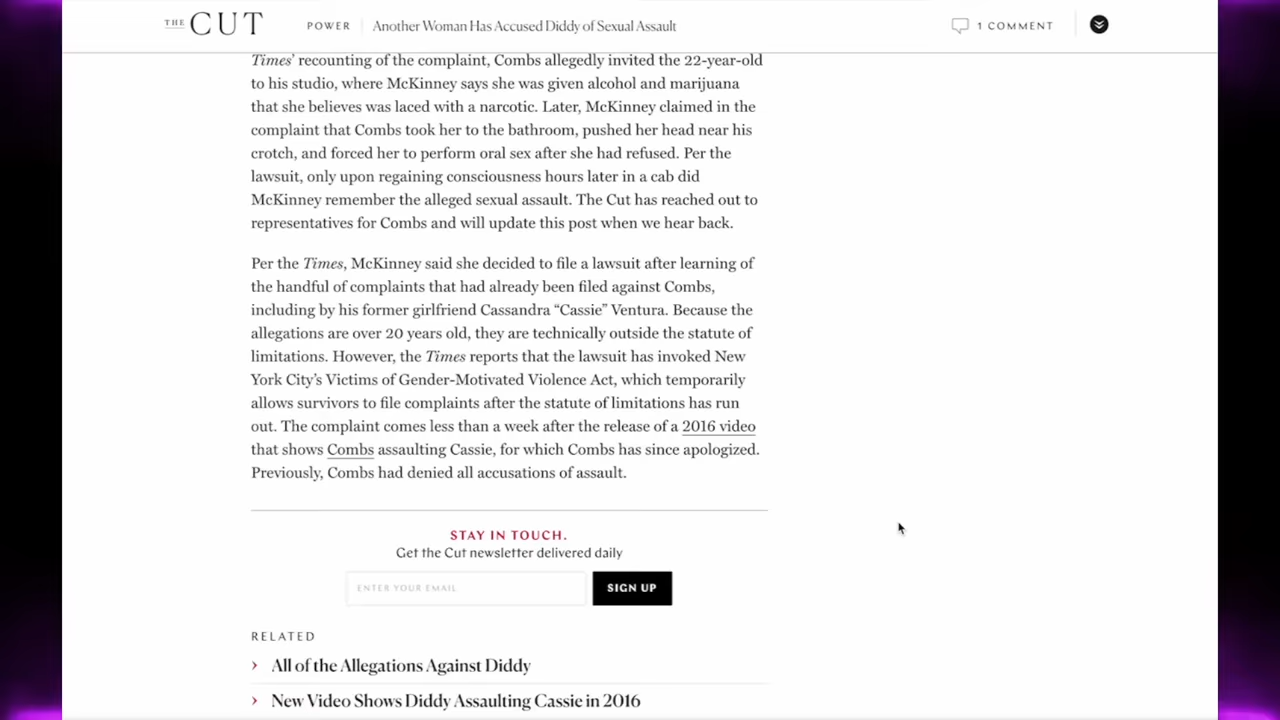 THE CUT POWER Another Woman Has Accused Diddy of Sexual Assault 1 COMMENT
Times' recounting of the complaint, Combs allegedly invited the 22-year-old
to his studio, where McKinney says she was given alcohol and marijuana
that she believes was laced with a narcotic. Later, McKinney claimed in the
complaint that Combs took her to the bathroom, pushed her head near his
crotch, and forced her to perform oral sex after she had refused. Per the
lawsuit, only upon regaining consciousness hours later in a cab did
McKinney remember the alleged sexual assault. The Cut has reached out to
representatives for Combs and will update this post when we hear back.
Per the Times, McKinney said she decided to file a lawsuit after learning of
the handful of complaints that had already been filed against Combs,
including by his former girlfriend Cassandra “Cassie” Ventura. Because the
allegations are over 20 years old, they are technically outside the statute of
limitations. However, the Times reports that the lawsuit has invoked New
York City’s Victims of Gender-Motivated Violence Act, which temporarily
allows survivors to file complaints after the statute of limitations has run
out. The complaint comes less than a week after the release of a 2016 video
that shows Combs assaulting Cassie, for which Combs has since apologized.
Previously, Combs had denied all accusations of assault.
STAY IN TOUCH.
Get the Cut newsletter delivered daily
ENTER YOUR EMAIL SIGN UP
RELATED
› All of the Allegations Against Diddy
› New Video Shows Diddy Assaulting Cassie in 2016